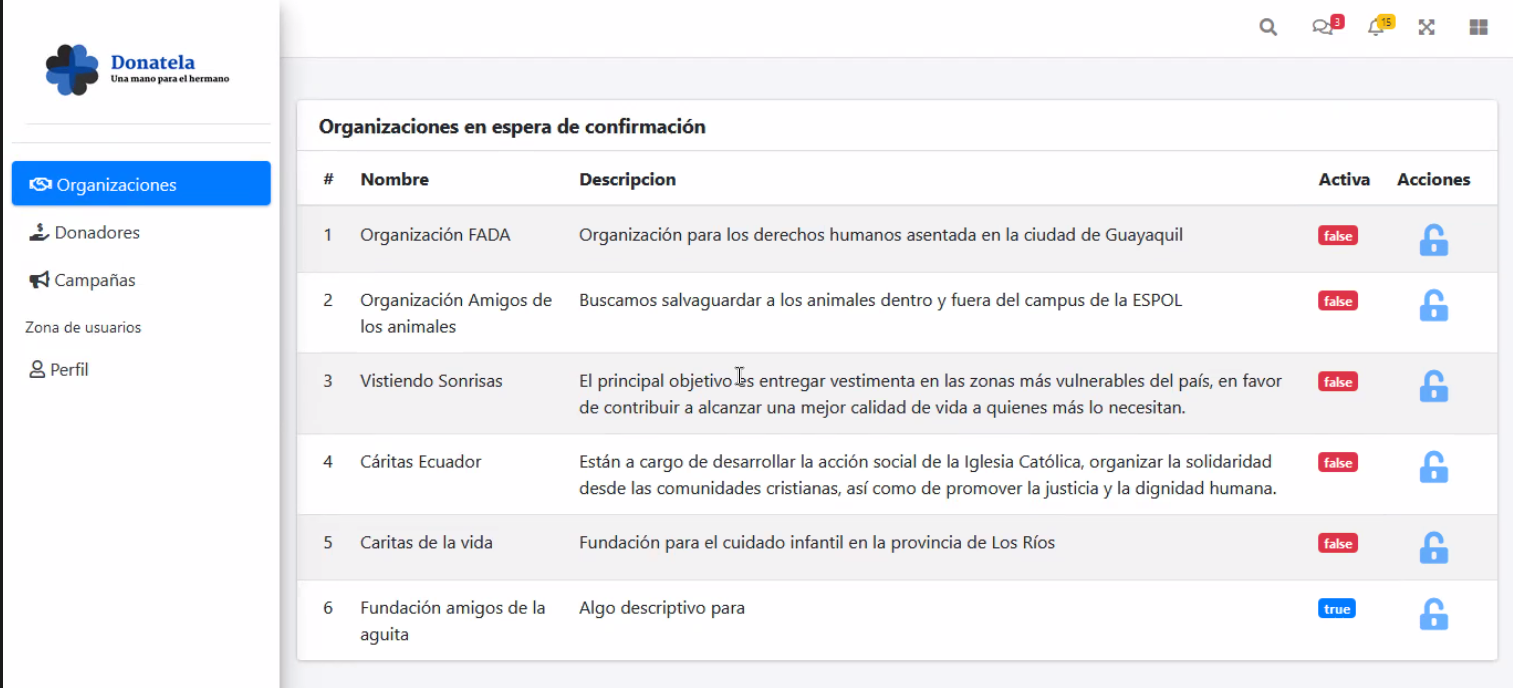 Donatela
Una mano para el hermano
3
15
Organizaciones
Donadores
Campañas
Zona de usuarios
Perfil
Organizaciones en espera de confirmación
# Nombre Descripcion Activa Acciones
1 Organización FADA Organización para los derechos humanos asentada en la ciudad de Guayaquil false
2 Organización Amigos de Buscamos salvaguardar a los animales dentro y fuera del campus de la ESPOL false
los animales
3 Vistiendo Sonrisas El principal objetivo es entregar vestimenta en las zonas más vulnerables del país, en favor false
de contribuir a alcanzar una mejor calidad de vida a quienes más lo necesitan.
4 Cáritas Ecuador Están a cargo de desarrollar la acción social de la Iglesia Católica, organizar la solidaridad false
desde las comunidades cristianas, así como de promover la justicia y la dignidad humana.
5 Caritas de la vida Fundación para el cuidado infantil en la provincia de Los Ríos false
6 Fundación amigos de la Algo descriptivo para true
aguita